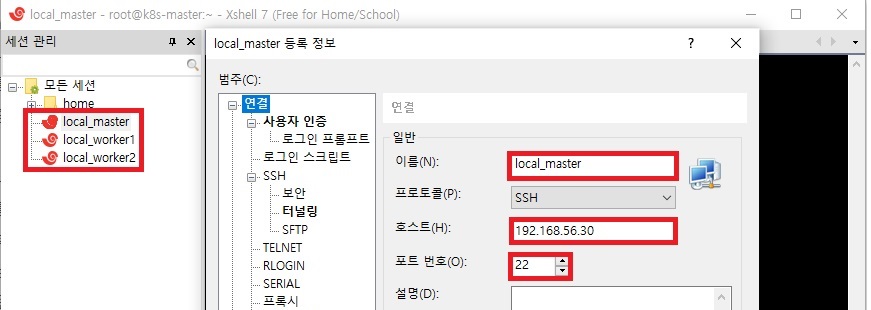 local_master - root@k8s-master:~ - Xshell 7 (Free for Home/School)
세션 관리
모든 세션
home
local_master
local_worker1
local_worker2
local_master 등록 정보
범주(C):
연결
사용자 인증
로그인 프롬프트
로그인 스크립트
SSH
보안
터널링
SFTP
TELNET
RLOGIN
SERIAL
프록시
연결
일반
이름(N):
local_master
프로토콜(P):
SSH
호스트(H):
192.168.56.30
포트 번호(O):
22
설명(D):